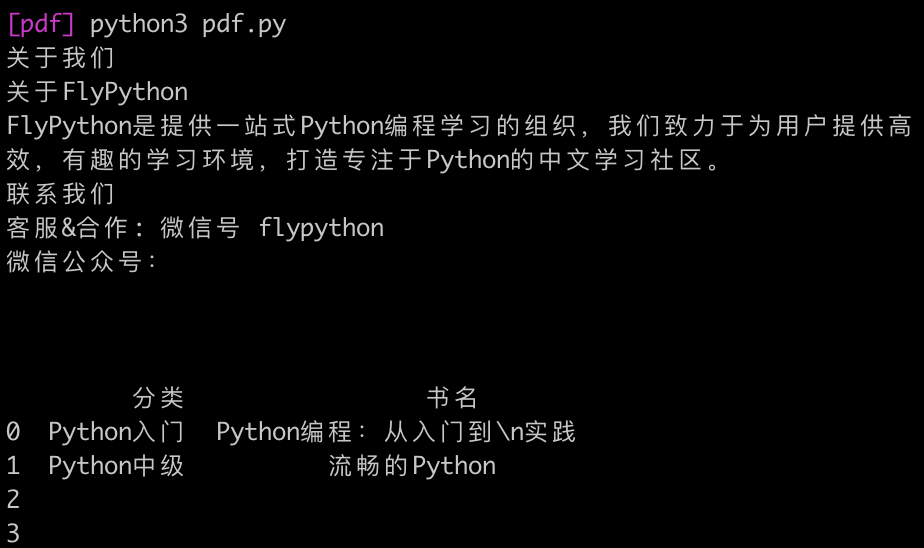 [pdf] python3 pdf.py
关于我们
关于FlyPython
FlyPython是提供一站式Python编程学习的组织，我们致力于为用户提供高
效，有趣的学习环境，打造专注于Python的中文学习社区。
联系我们
客服&合作: 微信号 flypython
微信公众号:
分类 书名
0 Python入门 Python编程: 从入门到\n实践
1 Python中级 流畅的Python
2
3